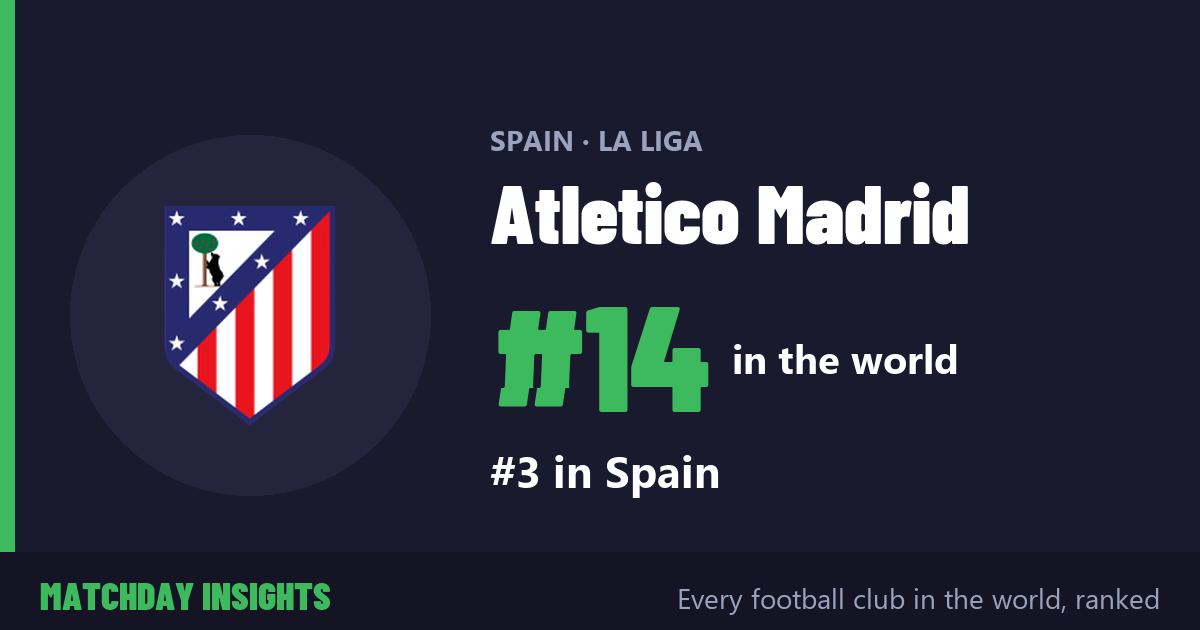 SPAIN · LA LIGA
Atletico Madrid
#14 in the world
#3 in Spain
MATCHDAY INSIGHTS
Every football club in the world, ranked